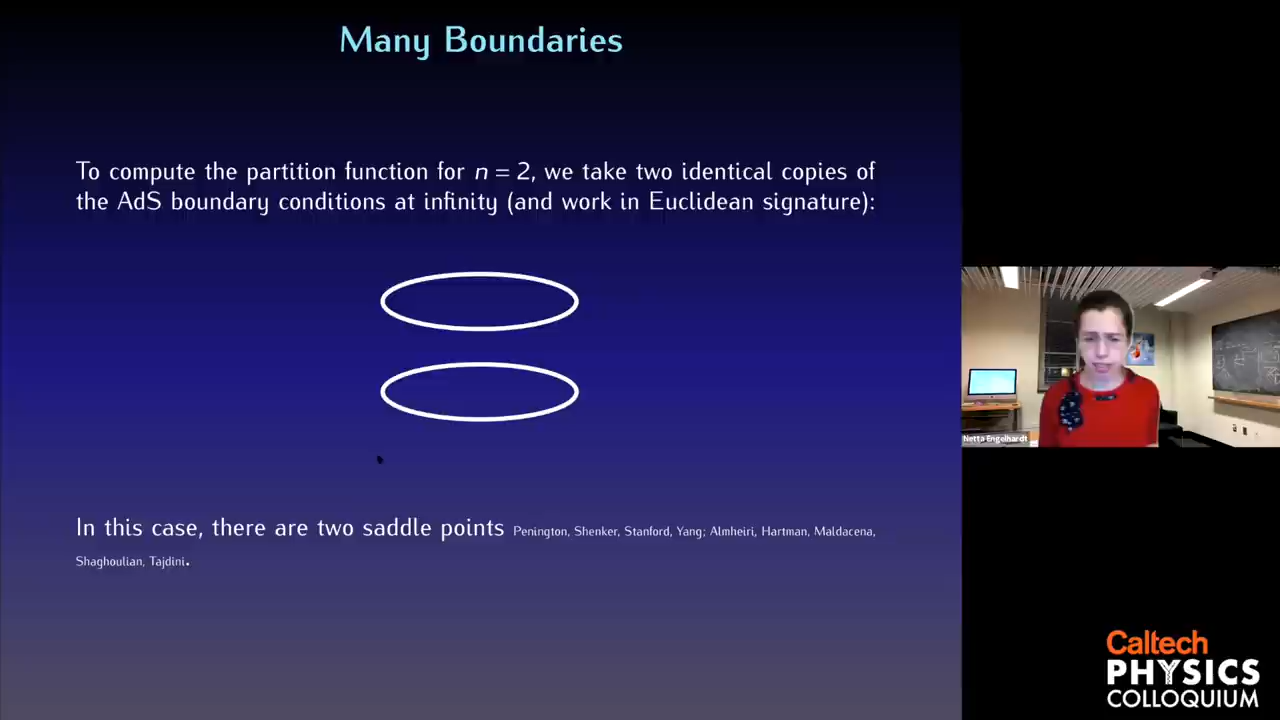 Many Boundaries
To compute the partition function for n = 2, we take two identical copies of
the AdS boundary conditions at infinity (and work in Euclidean signature):
In this case, there are two saddle points Penington, Shenker, Stanford, Yang; Almheiri, Hartman, Maldacena,
Shaghoulian, Tajdini.
Netta Engelhardt
Caltech
PHYSICS
COLLOQUIUM